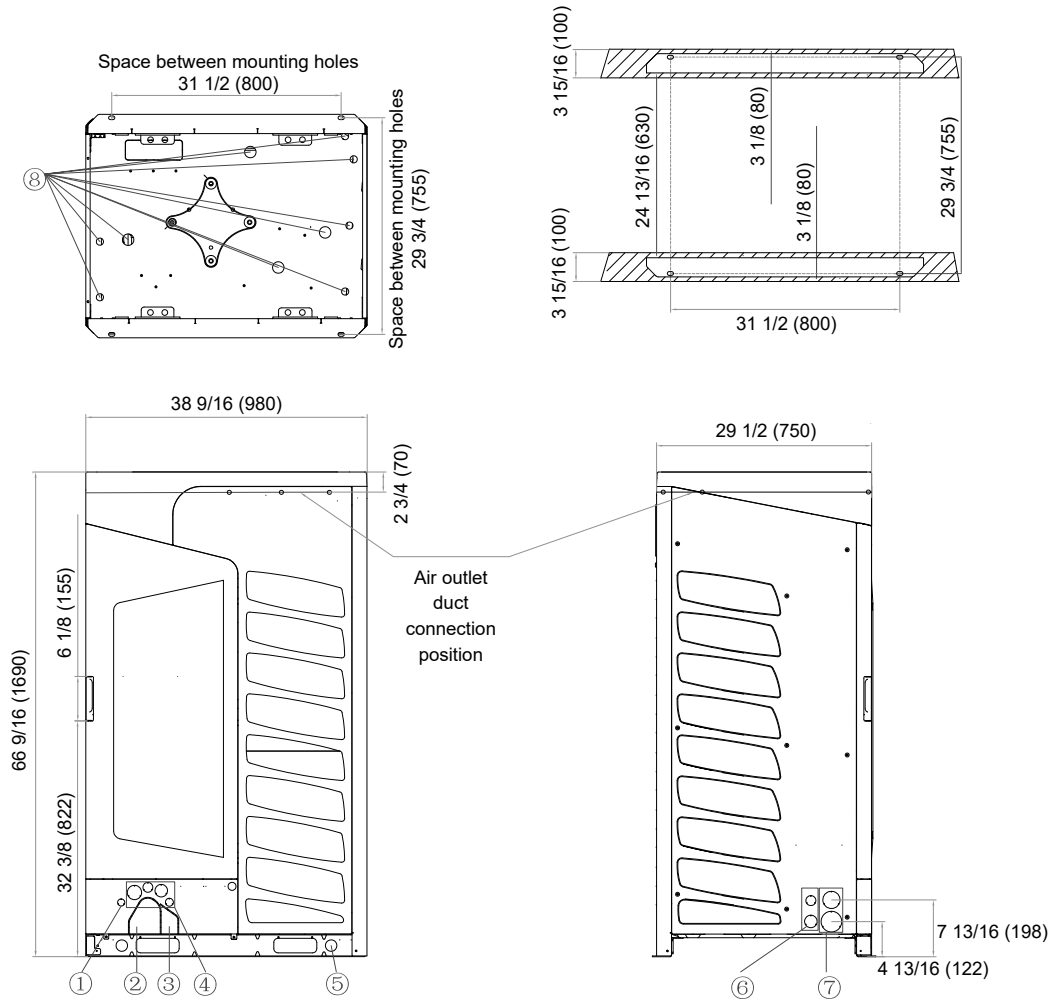 Space between mounting holes
31 1/2 (800)
Space between mounting holes
29 3/4 (755)
⑧
3 15/16 (100)
24 13/16 (630)
3 1/8 (80)
3 1/8 (80)
29 3/4 (755)
3 15/16 (100)
31 1/2 (800)
38 9/16 (980)
2 3/4 (70)
6 1/8 (155)
66 9/16 (1690)
32 3/8 (822)
Air outlet
duct
connection
position
29 1/2 (750)
7 13/16 (198)
4 13/16 (122)
① ② ③ ④ ⑤
⑥ ⑦